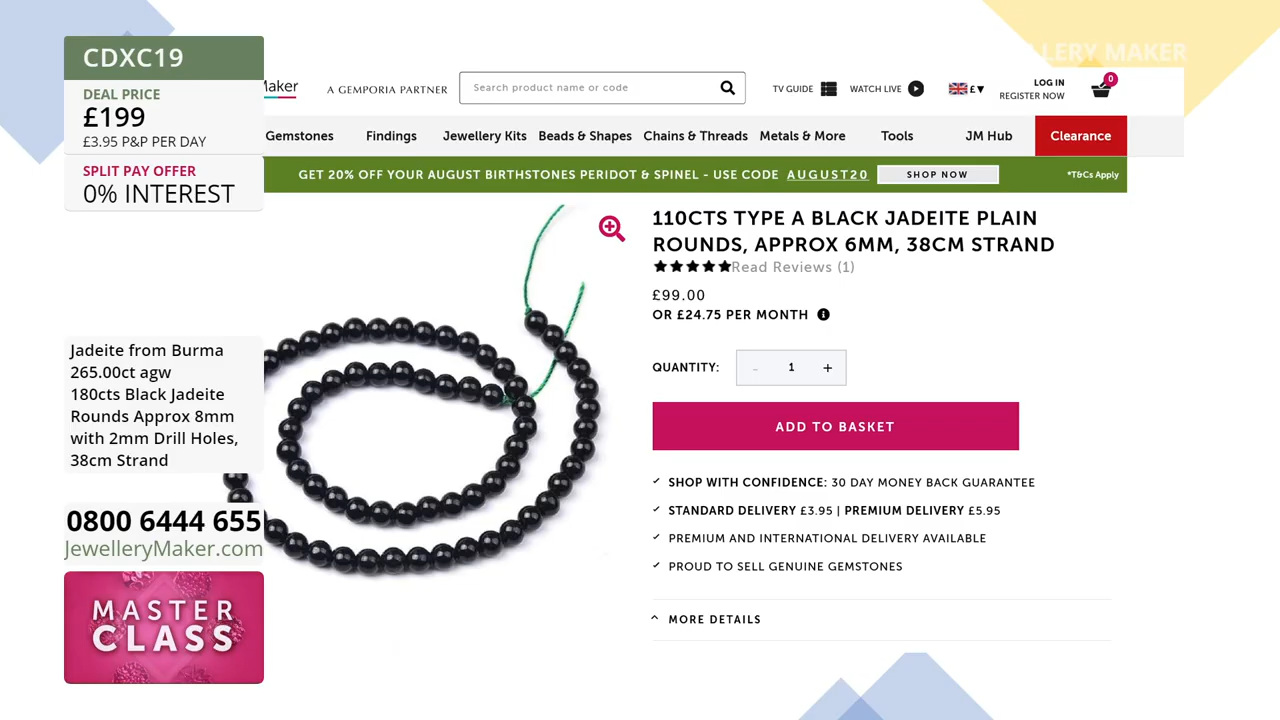 CDXC19
DEAL PRICE
£199
£3.95 P&P PER DAY
SPLIT PAY OFFER
0% INTEREST
Jadeite from Burma
265.00ct agw
180cts Black Jadeite
Rounds Approx 8mm
with 2mm Drill Holes,
38cm Strand
0800 6444 655
JewelleryMaker.com
MASTER
CLASS
LLERY MAKER
Maker
A GEMPORIA PARTNER
Search product name or code
TV GUIDE
WATCH LIVE
£
LOG IN
REGISTER NOW
0
Gemstones Findings Jewellery Kits Beads & Shapes Chains & Threads Metals & More Tools JM Hub Clearance
GET 20% OFF YOUR AUGUST BIRTHSTONES PERIDOT & SPINEL - USE CODE AUGUST20 SHOP NOW *T&Cs Apply
110CTS TYPE A BLACK JADEITE PLAIN
ROUNDS, APPROX 6MM, 38CM STRAND
Read Reviews (1)
£99.00
OR £24.75 PER MONTH
QUANTITY: - 1 +
ADD TO BASKET
SHOP WITH CONFIDENCE: 30 DAY MONEY BACK GUARANTEE
STANDARD DELIVERY £3.95 | PREMIUM DELIVERY £5.95
PREMIUM AND INTERNATIONAL DELIVERY AVAILABLE
PROUD TO SELL GENUINE GEMSTONES
MORE DETAILS